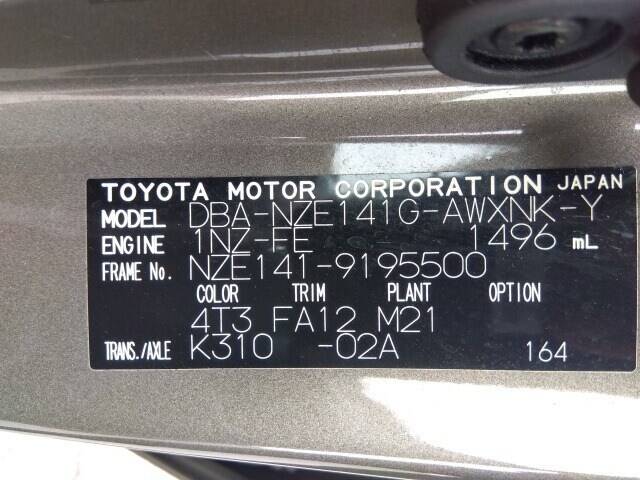 TOYOTA MOTOR CORPORATION JAPAN
MODEL DBA-NZE141G-AWXNK-Y
ENGINE 1NZ-FE 1496 mL
FRAME No. NZE141-9195500
COLOR TRIM PLANT OPTION
4T3 FA12 M21
TRANS./AXLE K310 -02A 164